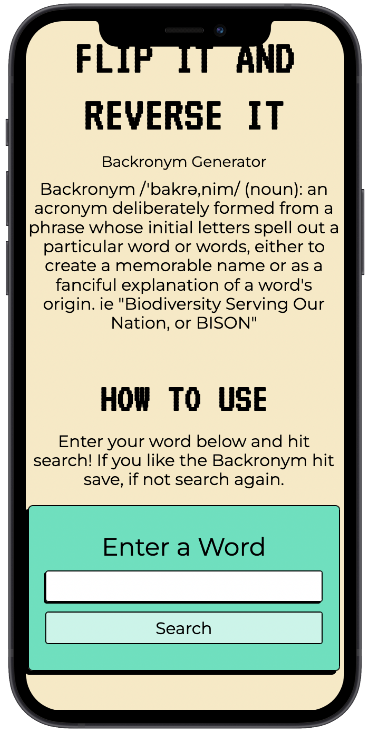 FLIP IT AND
REVERSE IT
Backronym Generator
Backronym /'bakrə,nim/ (noun): an
acronym deliberately formed from a
phrase whose initial letters spell out a
particular word or words, either to
create a memorable name or as a
fanciful explanation of a word's
origin. ie "Biodiversity Serving Our
Nation, or BISON"
HOW TO USE
Enter your word below and hit
search! If you like the Backronym hit
save, if not search again.
Enter a Word
Search